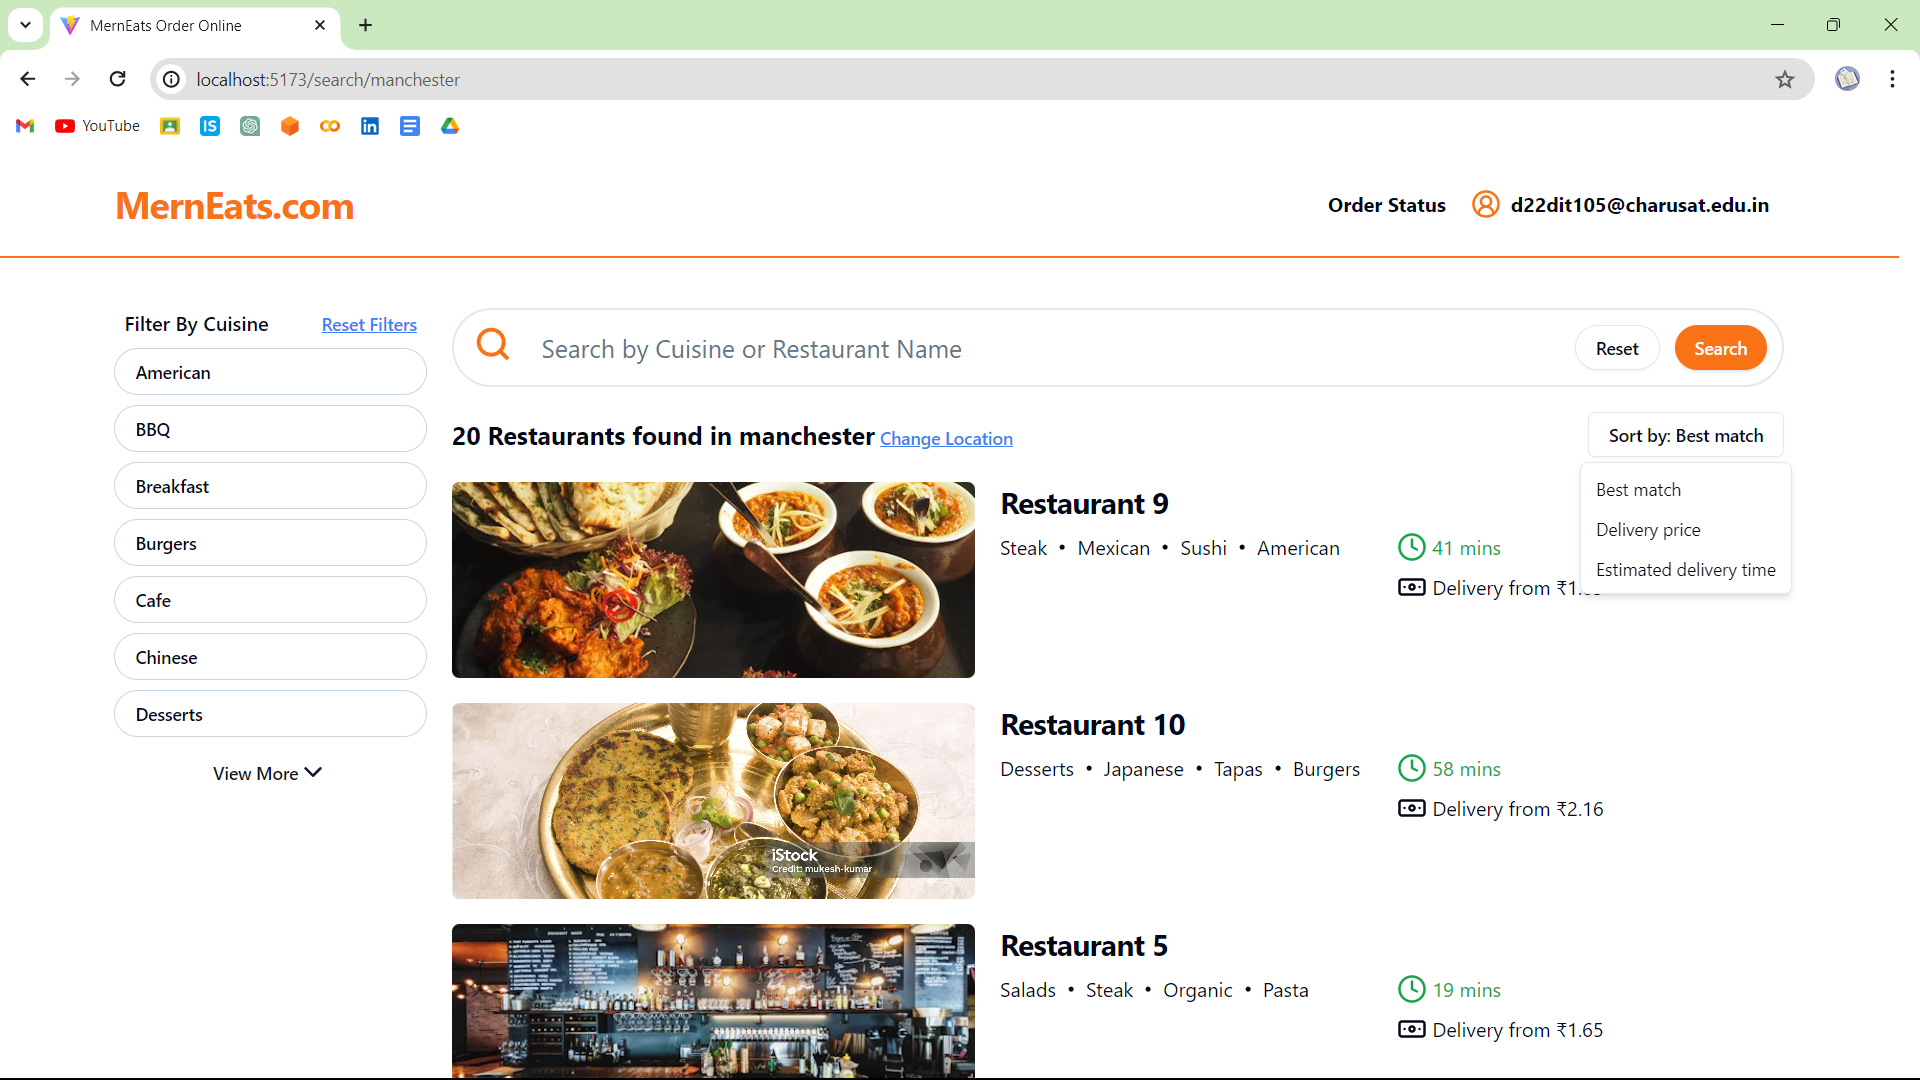 MernEats Order Online
localhost:5173/search/manchester
YouTube
MernEats.com
Order Status
d22dit105@charusat.edu.in
Filter By Cuisine
Reset Filters
American
BBQ
Breakfast
Burgers
Cafe
Chinese
Desserts
View More
Search by Cuisine or Restaurant Name
Reset
Search
20 Restaurants found in manchester Change Location
Sort by: Best match
Best match
Delivery price
Estimated delivery time
Restaurant 9
Steak • Mexican • Sushi • American
41 mins
Delivery from
Restaurant 10
Desserts • Japanese • Tapas • Burgers
58 mins
Delivery from ₹2.16
iStock
Credit: mukesh-kumar
Restaurant 5
Salads • Steak • Organic • Pasta
19 mins
Delivery from ₹1.65